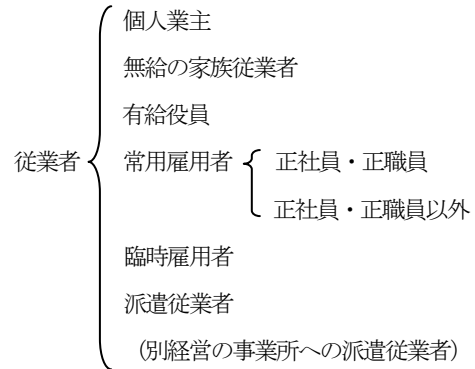 個人業主
無給の家族従業者
有給役員
従業者
常用雇用者
正社員・正職員
正社員・正職員以外
臨時雇用者
派遣従業者
(別経営の事業所への派遣従業者)